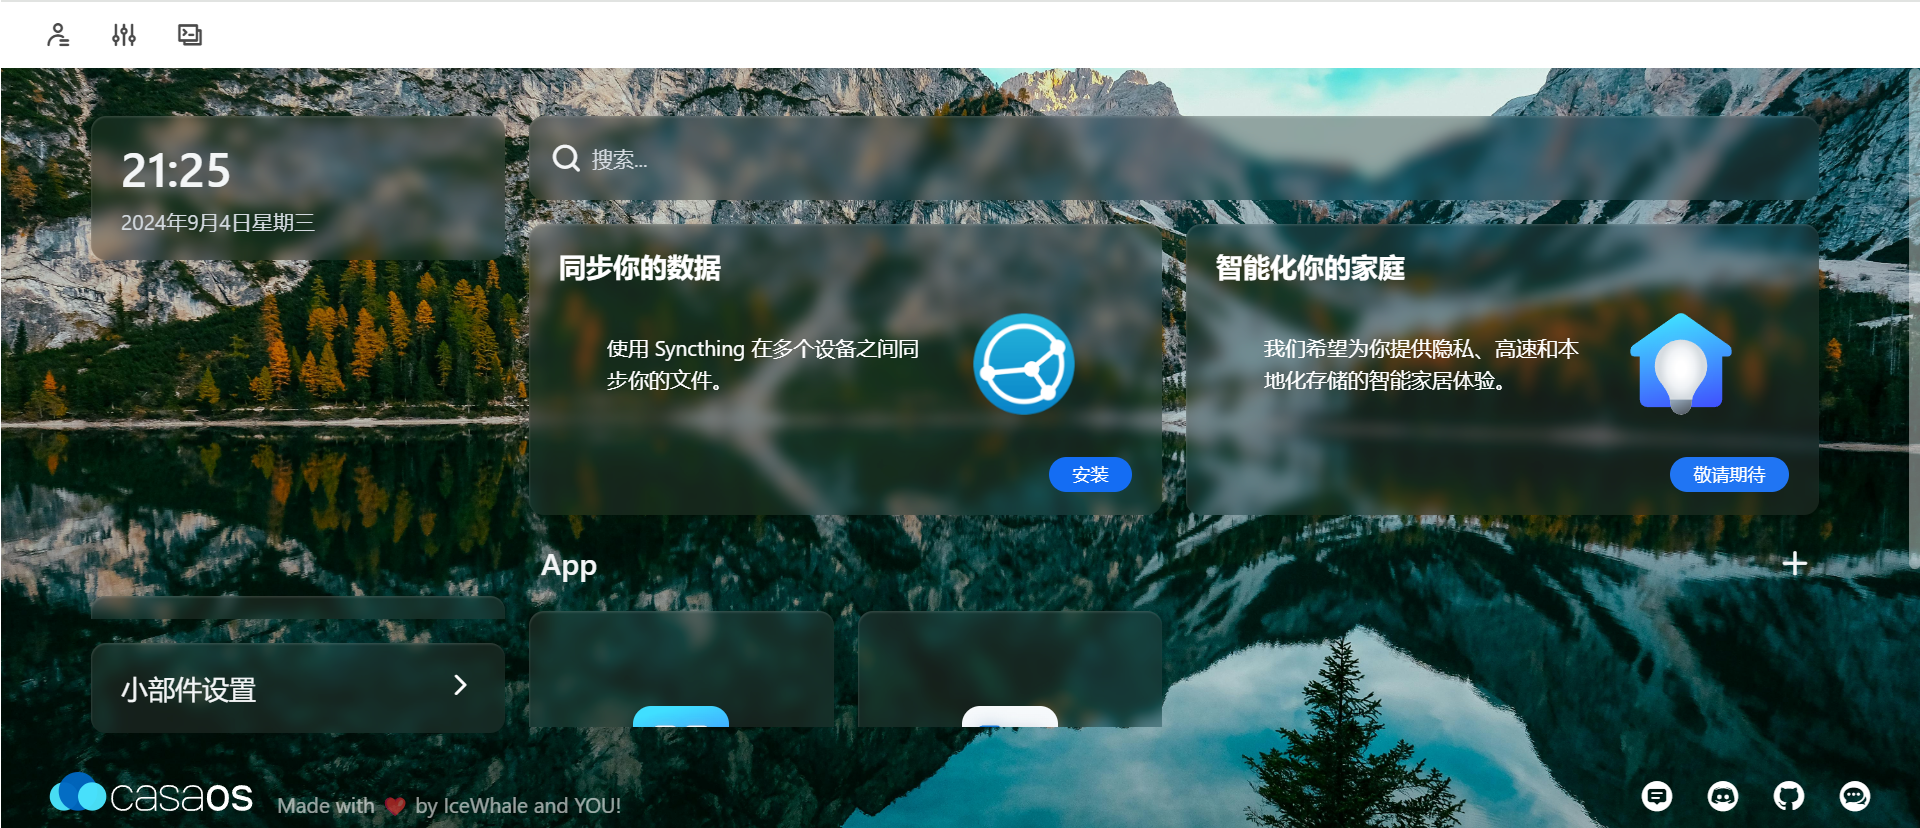 21:25
2024年9月4日星期三
搜索...
同步你的数据
使用 Syncthing 在多个设备之间同
步你的文件。
安装
智能化你的家庭
我们希望为你提供隐私、高速和本
地化存储的智能家居体验。
敬请期待
App
小部件设置
casaos
Made with ❤️ by IceWhale and YOU!